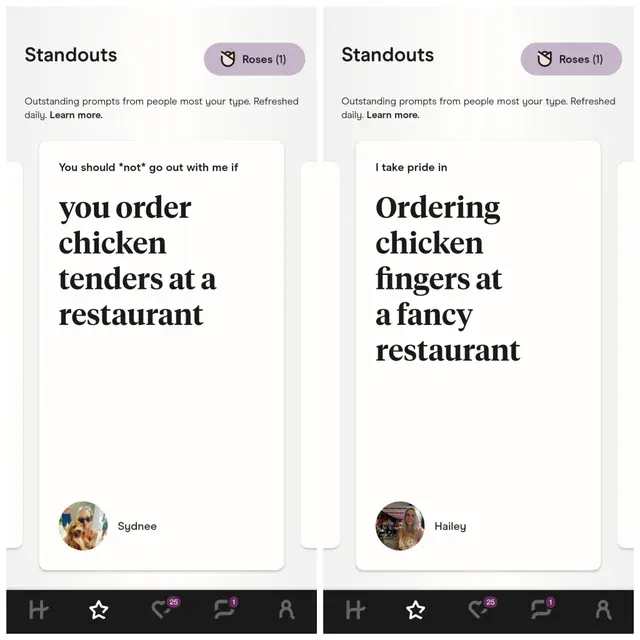 Standouts
Roses (1)
Outstanding prompts from people most your type. Refreshed
daily. Learn more.
You should *not* go out with me if
you order
chicken
tenders at a
restaurant
Sydnee
25
1
Standouts
Roses (1)
Outstanding prompts from people most your type. Refreshed
daily. Learn more.
I take pride in
Ordering
chicken
fingers at
a fancy
restaurant
Hailey
25
1